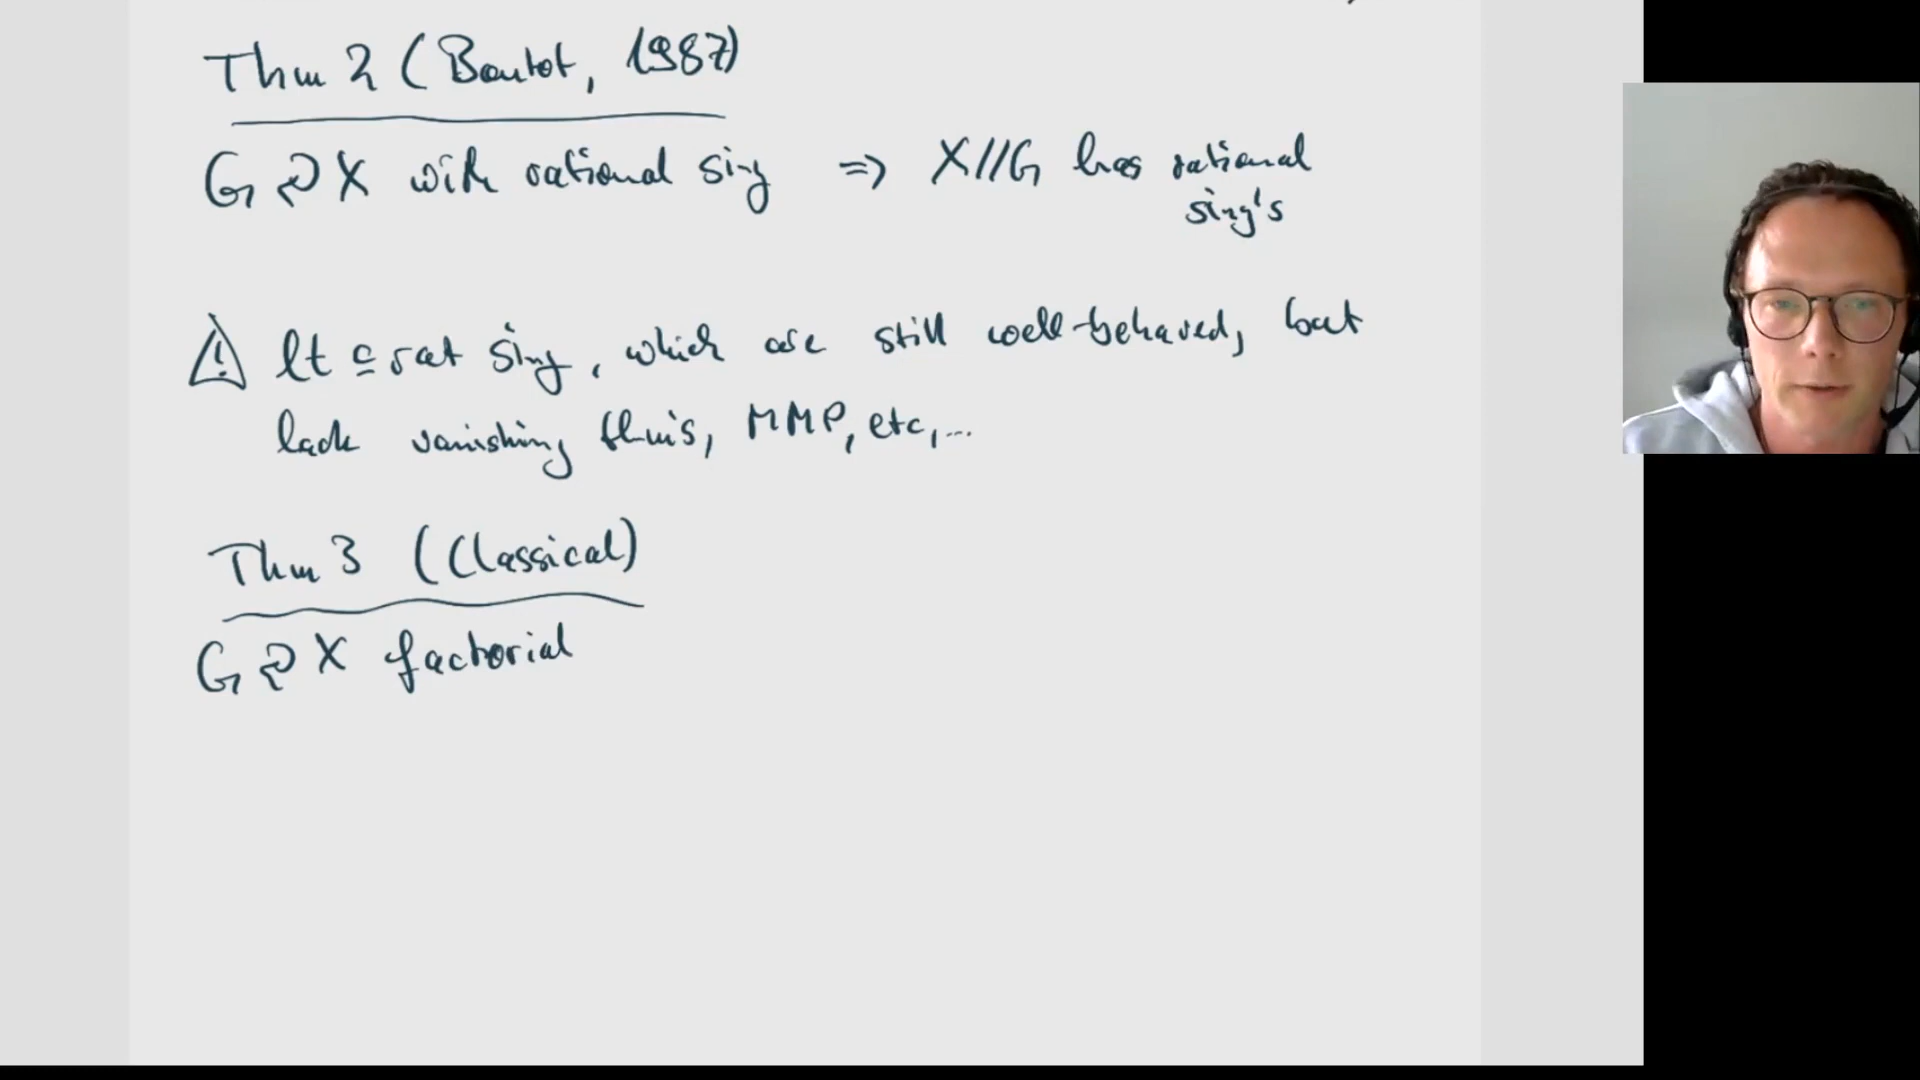 Thm 2 (Boutot, 1987)
G ⟳ X with rational sing ⇒ X//G has rational
sing's
⚠ lt ⊆ rat sing, which are still well-behaved, but
lack vanishing thm's, MMP, etc,...
Thm 3 (Classical)
G ⟳ X factorial